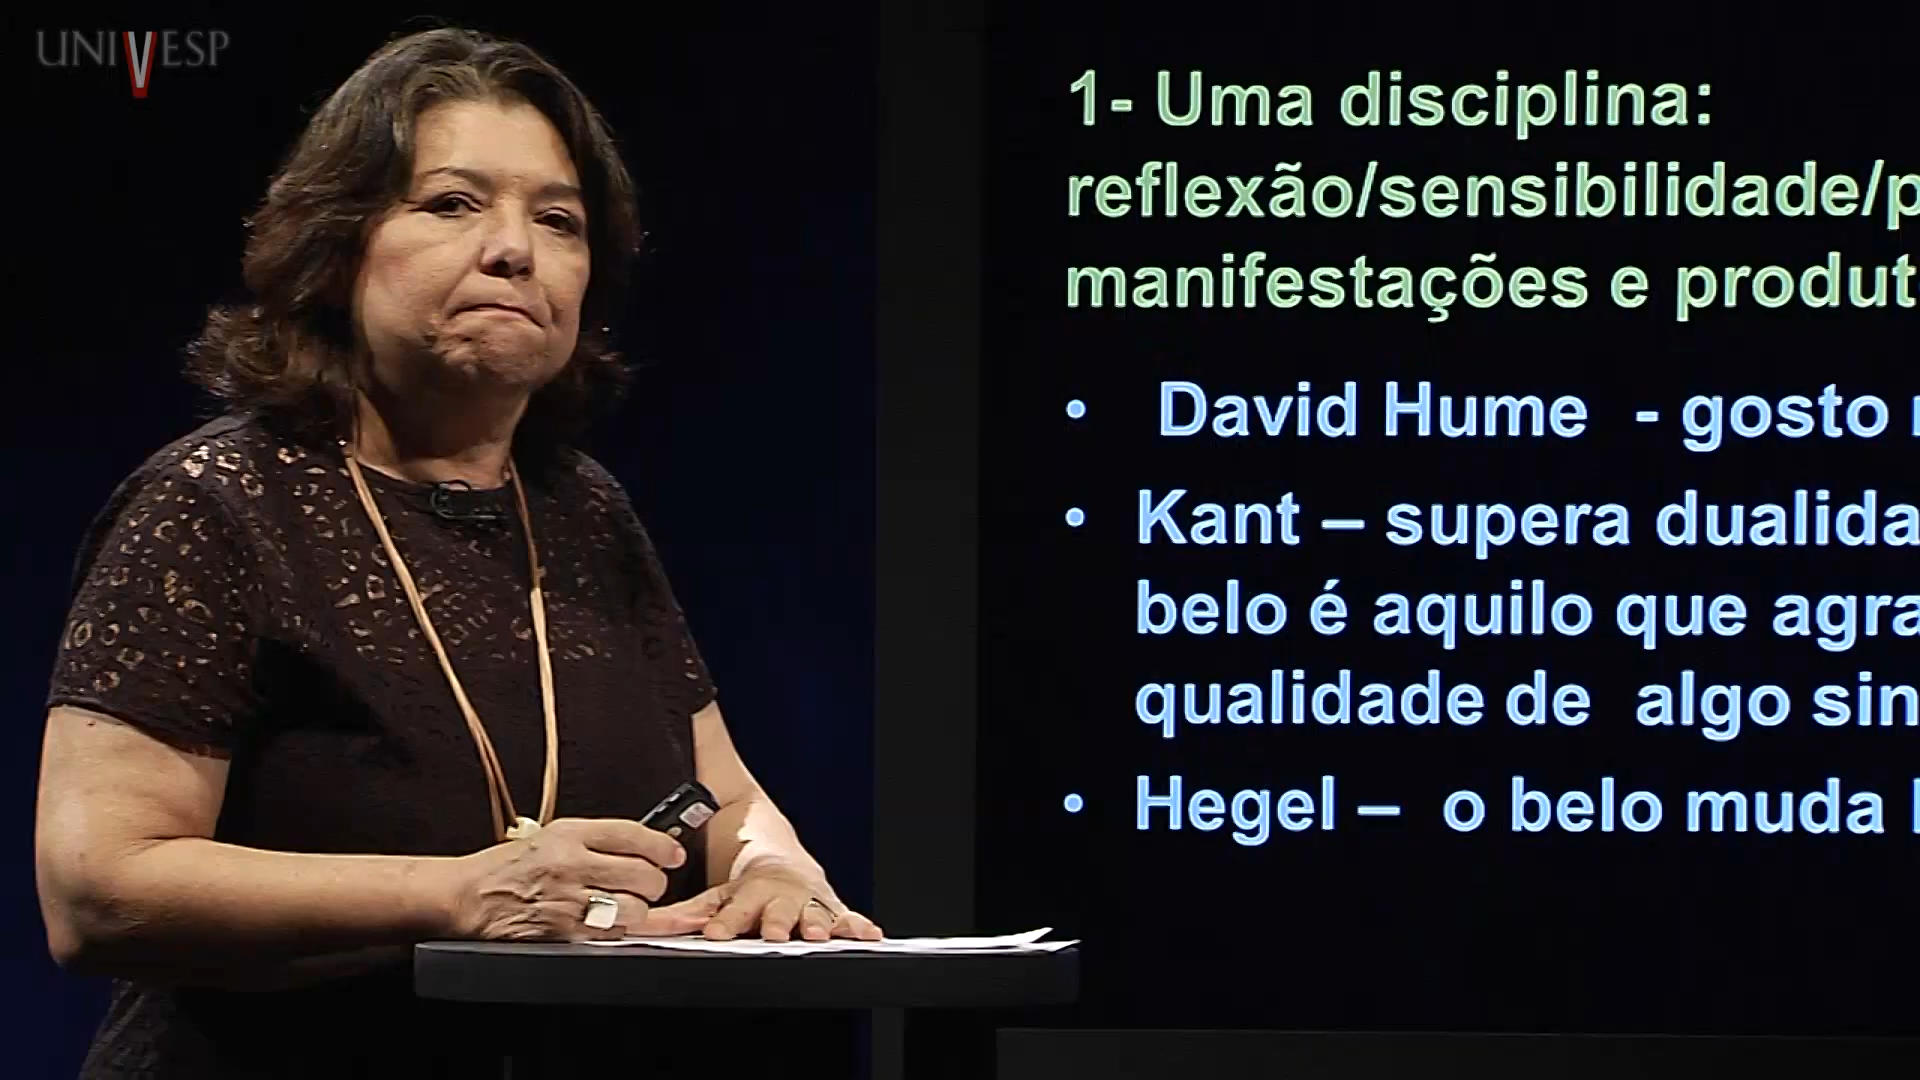 UNIVESP
1- Uma disciplina:
reflexão/sensibilidade/p
manifestações e produt
• David Hume - gosto
• Kant – supera dualida
belo é aquilo que agra
qualidade de algo sin
• Hegel – o belo muda